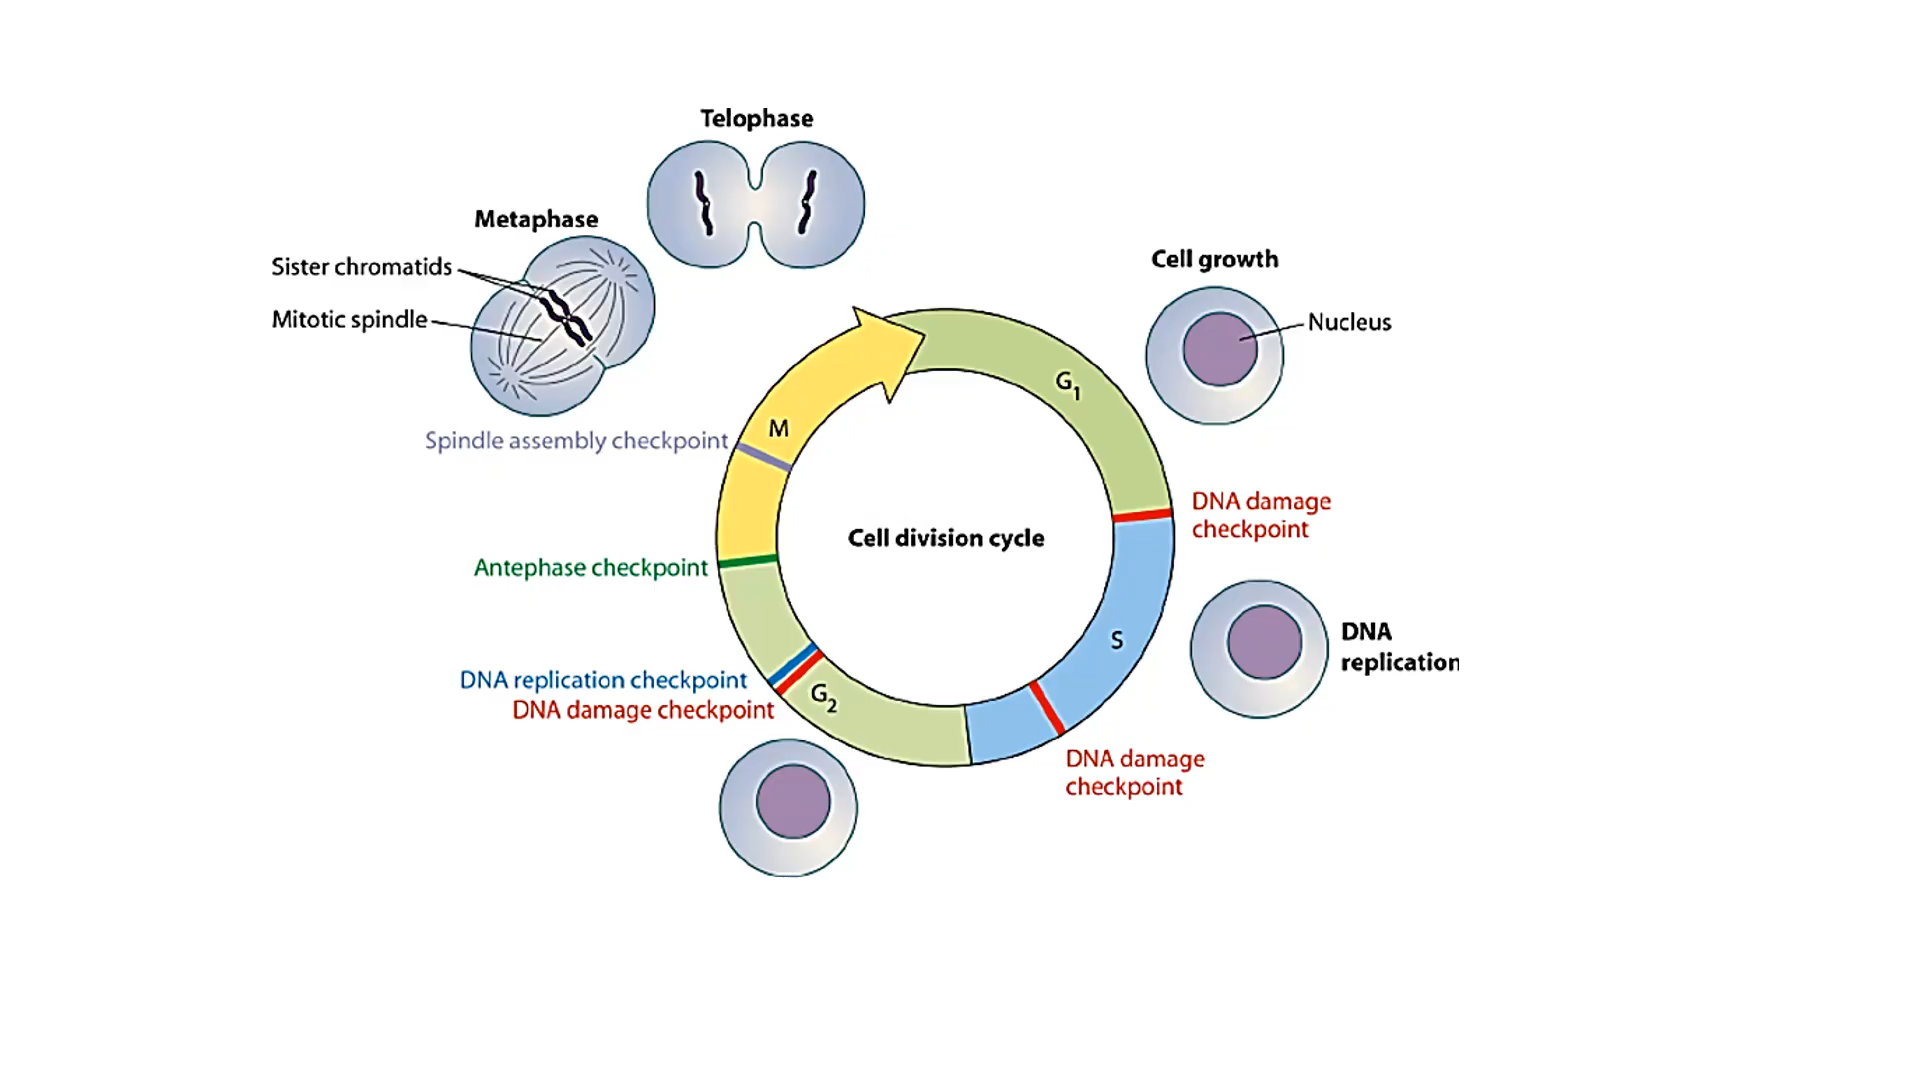 Telophase
Metaphase
Sister chromatids
Mitotic spindle
Cell growth
Nucleus
G1
M
Spindle assembly checkpoint
DNA damage
checkpoint
Cell division cycle
Antephase checkpoint
S
DNA
replication
DNA replication checkpoint
DNA damage checkpoint
G2
DNA damage
checkpoint